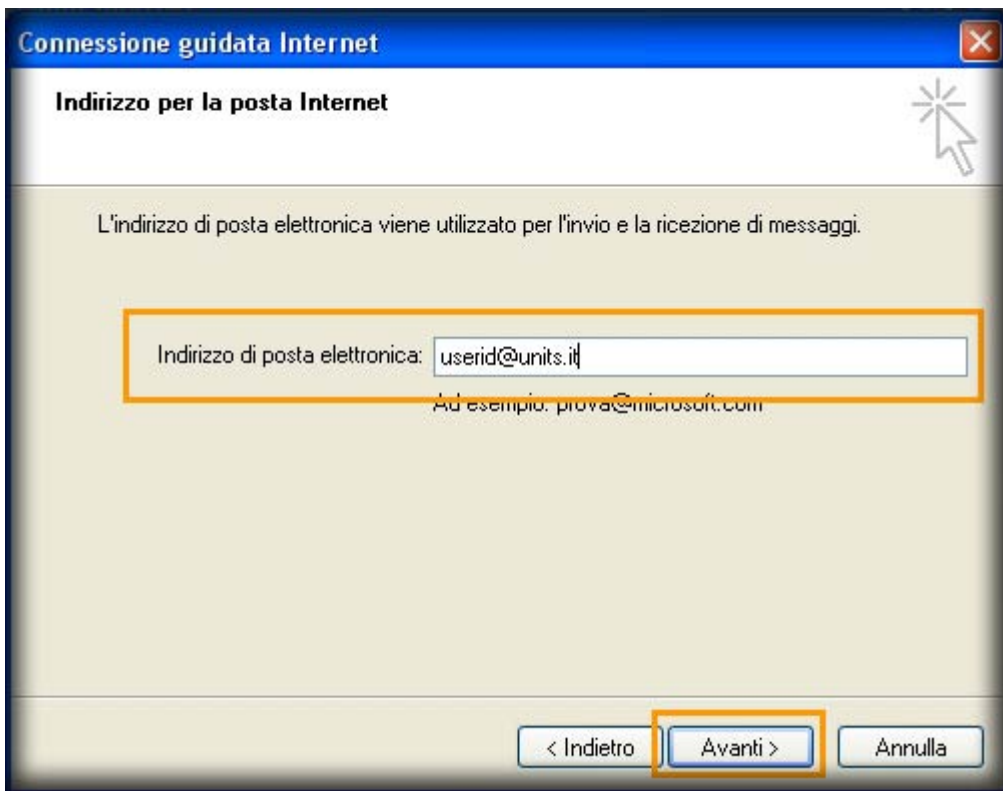 Connessione guidata Internet
Indirizzo per la posta Internet
L'indirizzo di posta elettronica viene utilizzato per l'invio e la ricezione di messaggi.
Indirizzo di posta elettronica: userid@units.it
Ad esempio: prova@microsoft.com
< Indietro Avanti > Annulla